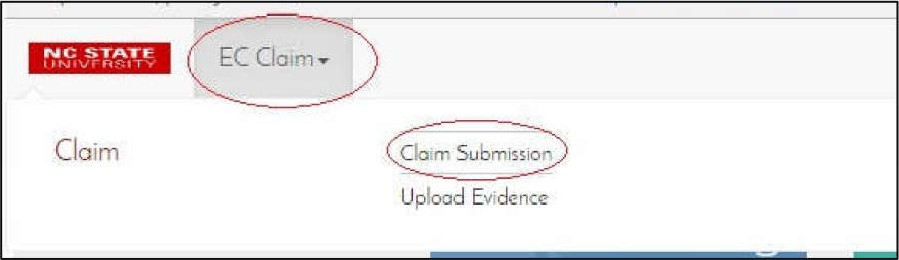 NC STATE
UNIVERSITY
EC Claim
Claim
Claim Submission
Upload Evidence